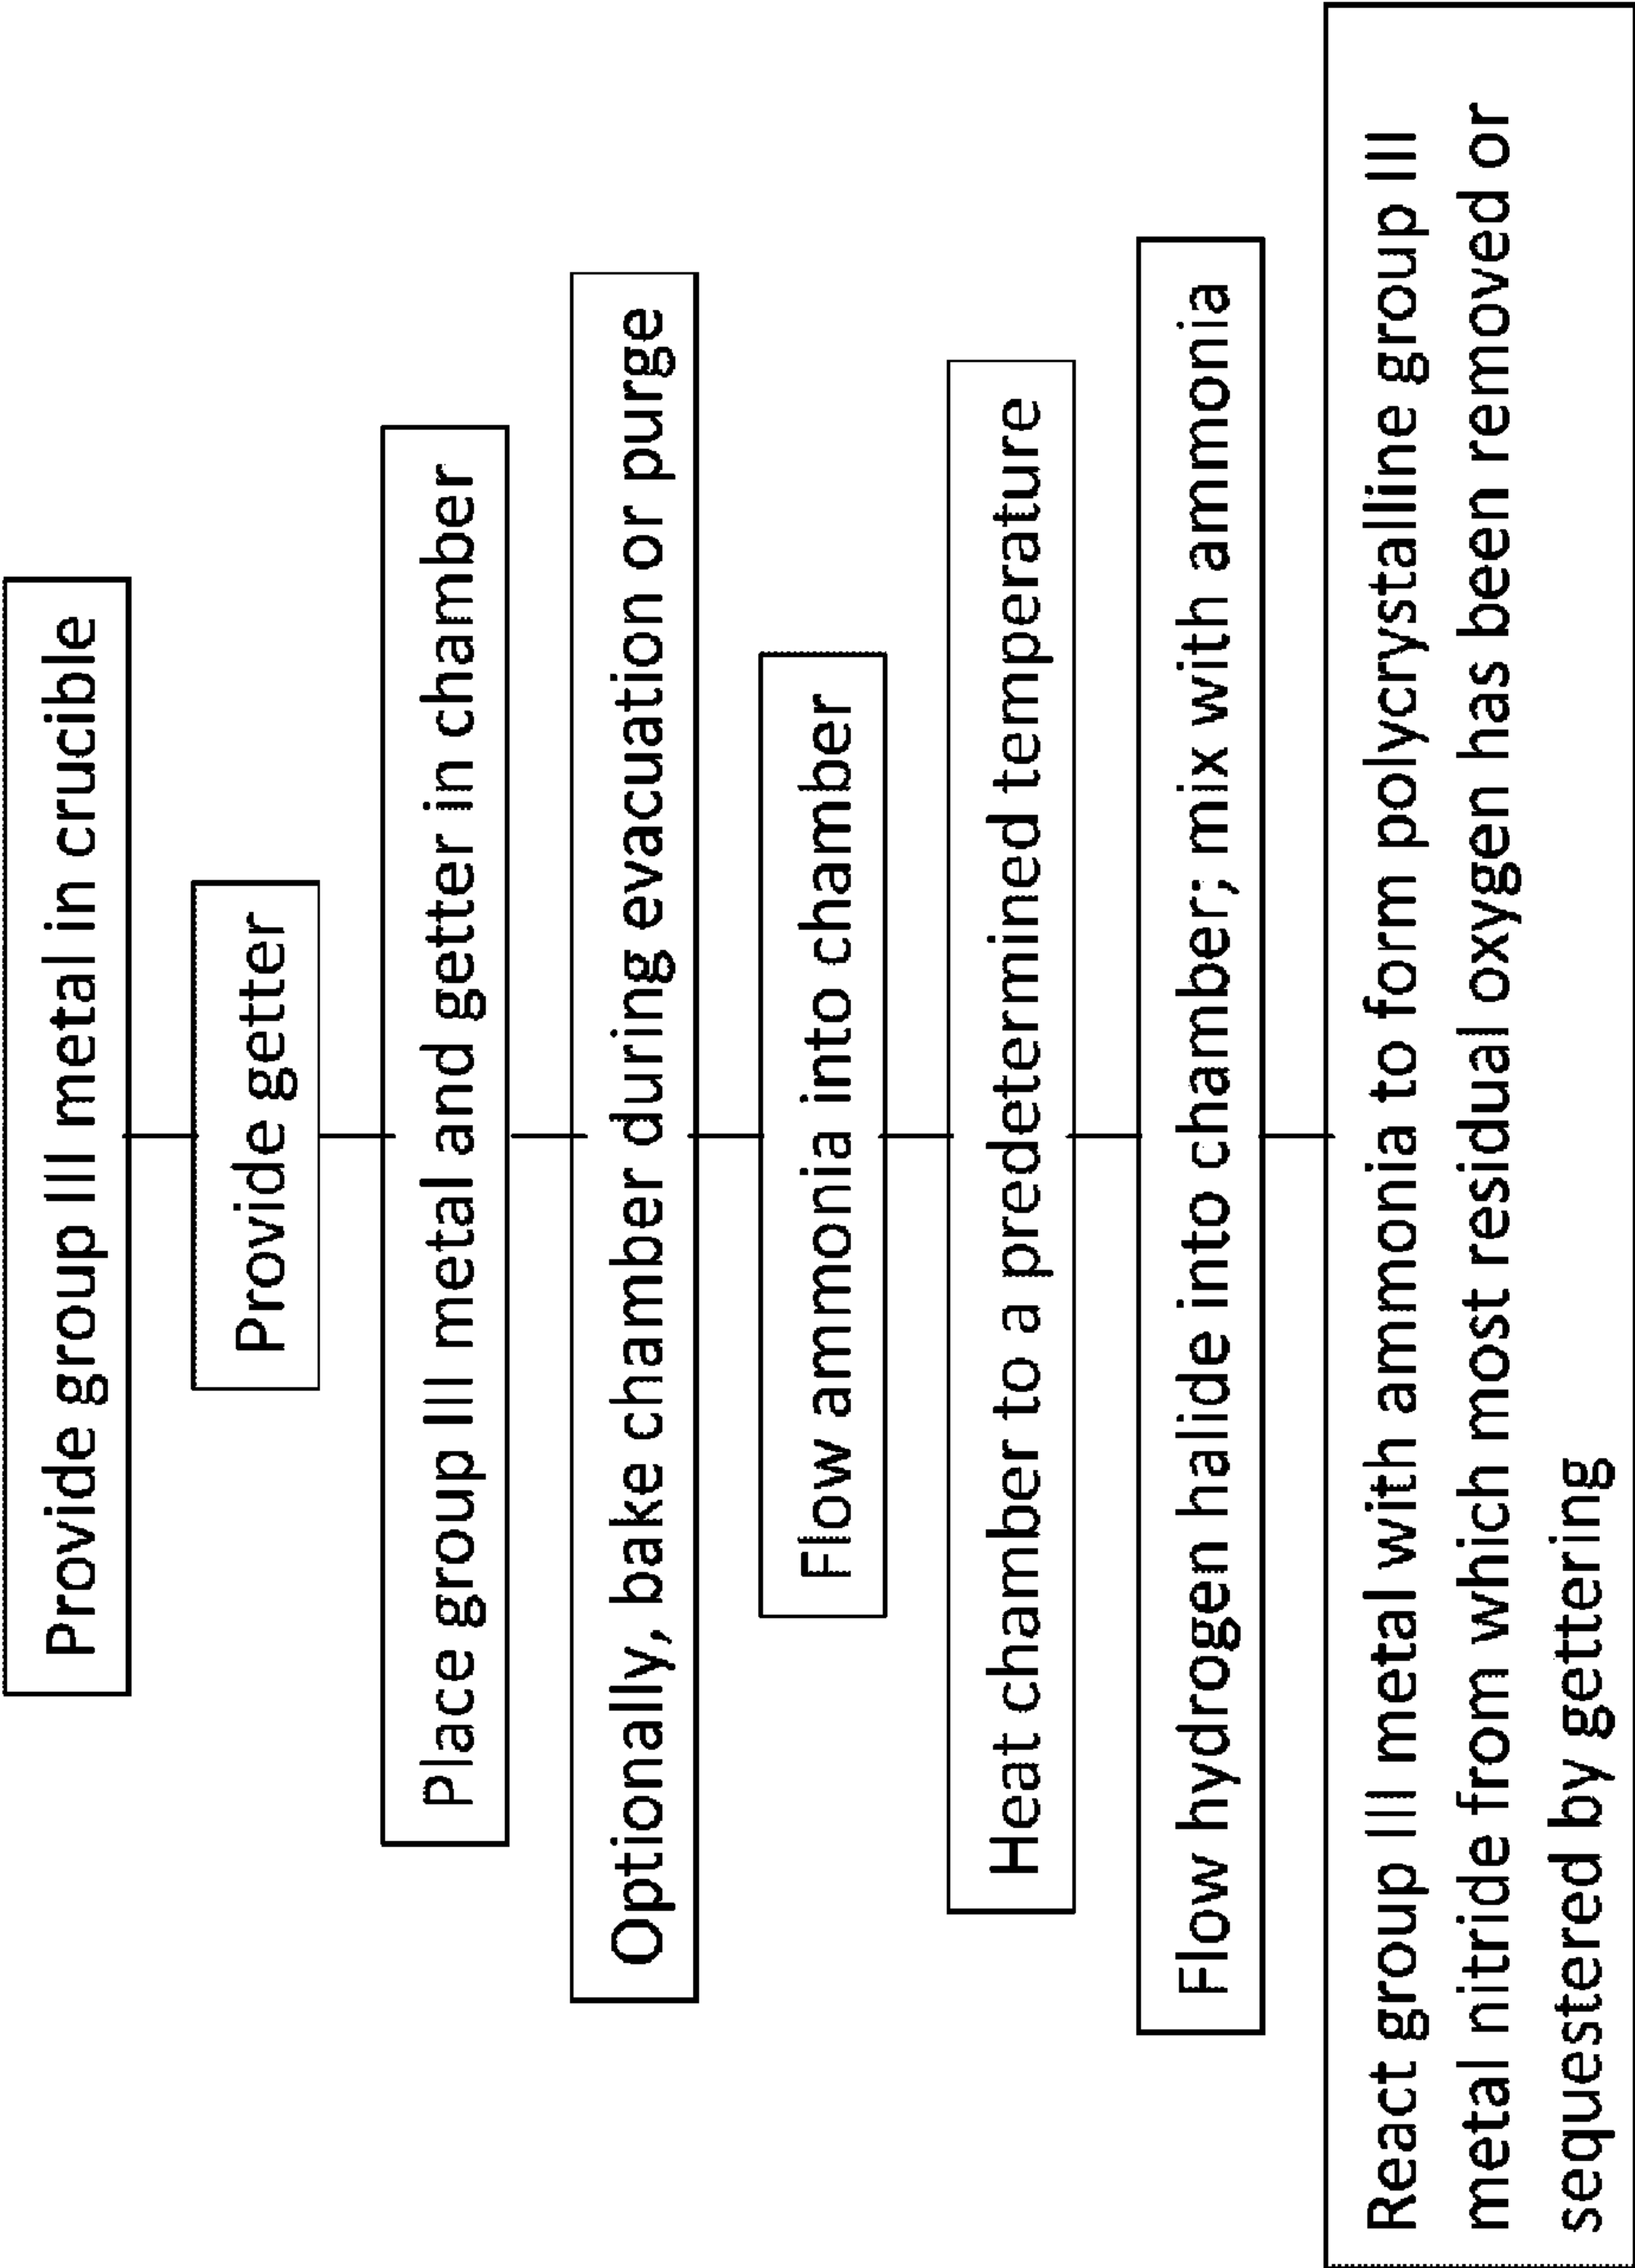 Provide group III metal in crucible
Provide getter
Place group III metal and getter in chamber
Optionally, bake chamber during evacuation or purge
Flow ammonia into chamber
Heat chamber to a predetermined temperature
Flow hydrogen halide into chamber; mix with ammonia
React group III metal with ammonia to form polycrystalline group III
metal nitride from which most residual oxygen has been removed or
sequestered by gettering